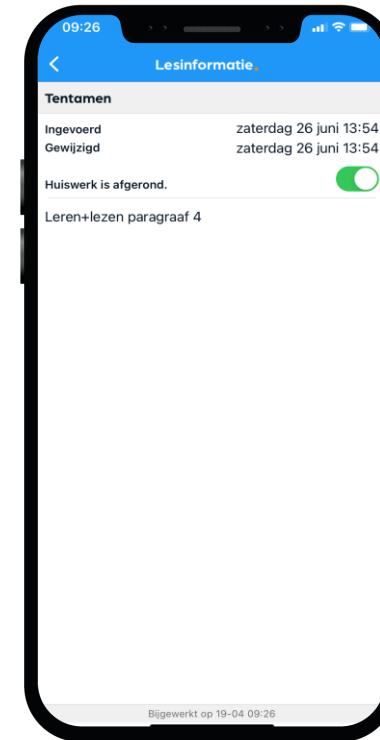 09:26
Lesinformatie.
Tentamen
Ingevoerd zaterdag 26 juni 13:54
Gewijzigd zaterdag 26 juni 13:54
Huiswerk is afgerond.
Leren+lezen paragraaf 4
Bijgewerkt op 19-04 09:26